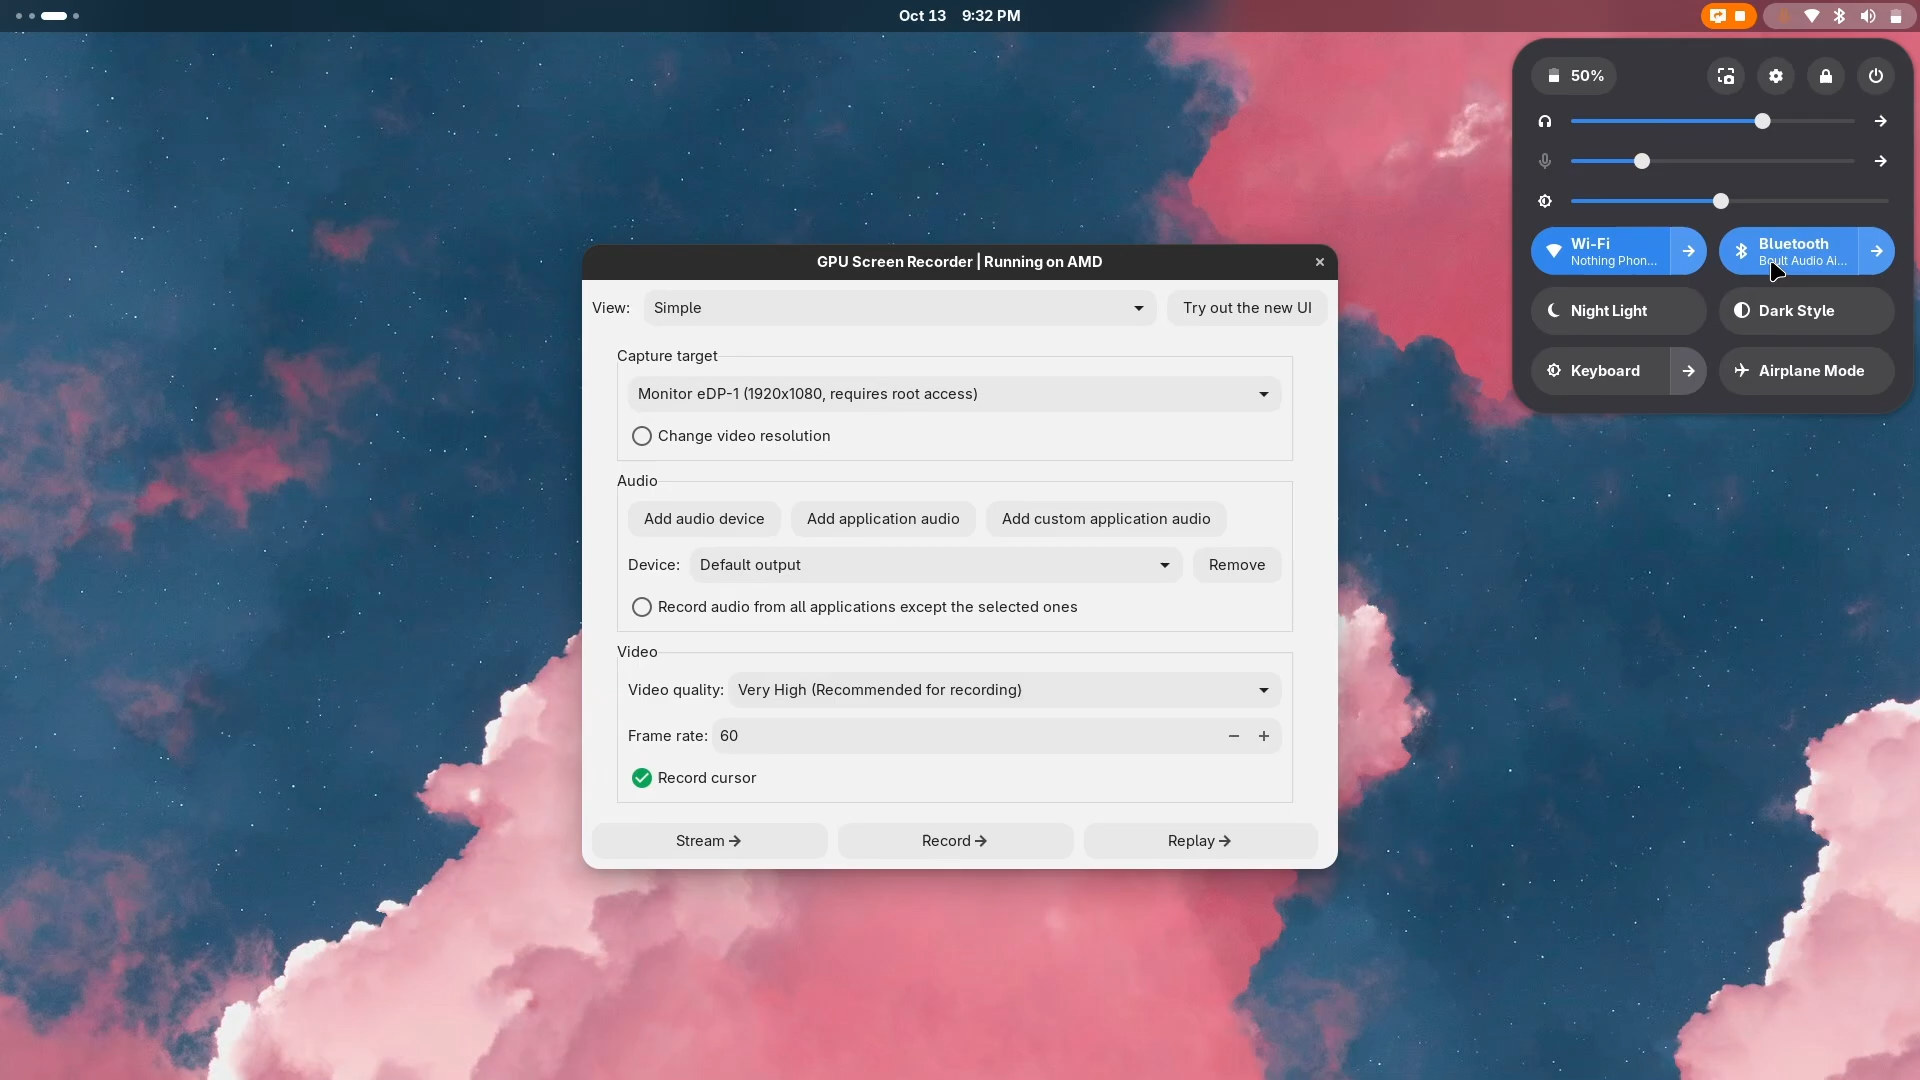 Oct 13 9:32 PM
50%
Wi-Fi
Nothing Phon...
Bluetooth
Boult Audio Ai...
Night Light
Dark Style
Keyboard
Airplane Mode
GPU Screen Recorder | Running on AMD
View: Simple
Try out the new UI
Capture target
Monitor eDP-1 (1920x1080, requires root access)
Change video resolution
Audio
Add audio device
Add application audio
Add custom application audio
Device: Default output
Remove
Record audio from all applications except the selected ones
Video
Video quality: Very High (Recommended for recording)
Frame rate: 60
Record cursor
Stream
Record
Replay